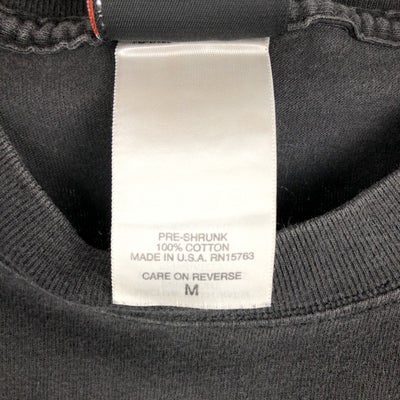 PRE-SHRUNK
100% COTTON
MADE IN U.S.A. RN15763
CARE ON REVERSE
M